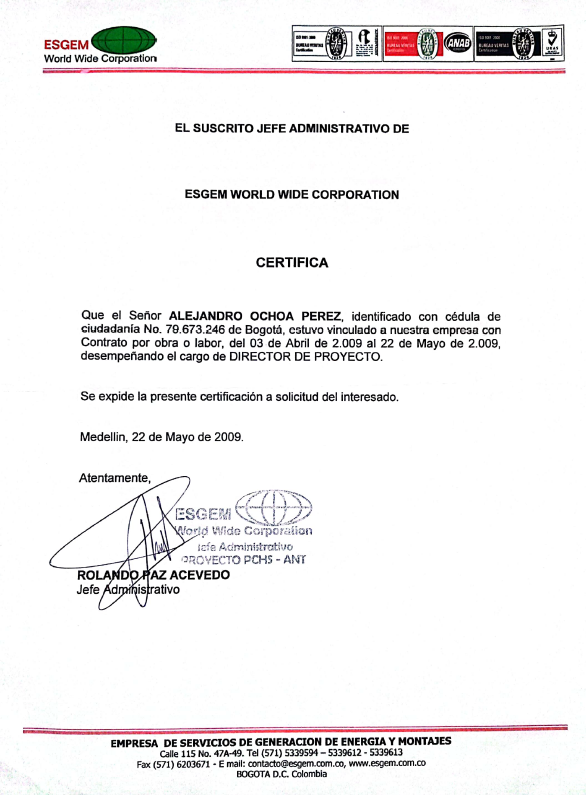 ESGEM
World Wide Corporation
EL SUSCRITO JEFE ADMINISTRATIVO DE
ESGEM WORLD WIDE CORPORATION
CERTIFICA
Que el Señor ALEJANDRO OCHOA PEREZ, identificado con cédula de
ciudadanía No. 79.673.246 de Bogotá, estuvo vinculado a nuestra empresa con
Contrato por obra o labor, del 03 de Abril de 2.009 al 22 de Mayo de 2.009,
desempeñando el cargo de DIRECTOR DE PROYECTO.
Se expide la presente certificación a solicitud del interesado.
Medellin, 22 de Mayo de 2009.
Atentamente,
ESGEM
World Wide Corporation
Jefe Administrativo
PROYECTO PCHS - ANT
ROLANDO PAZ ACEVEDO
Jefe Administrativo
EMPRESA DE SERVICIOS DE GENERACION DE ENERGIA Y MONTAJES
Calle 115 No. 47A-49. Tel (571) 5339594 – 5339612 - 5339613
Fax (571) 6203671 - E mail: contacto@esgem.com.co, www.esgem.com.co
BOGOTA D.C. Colombia